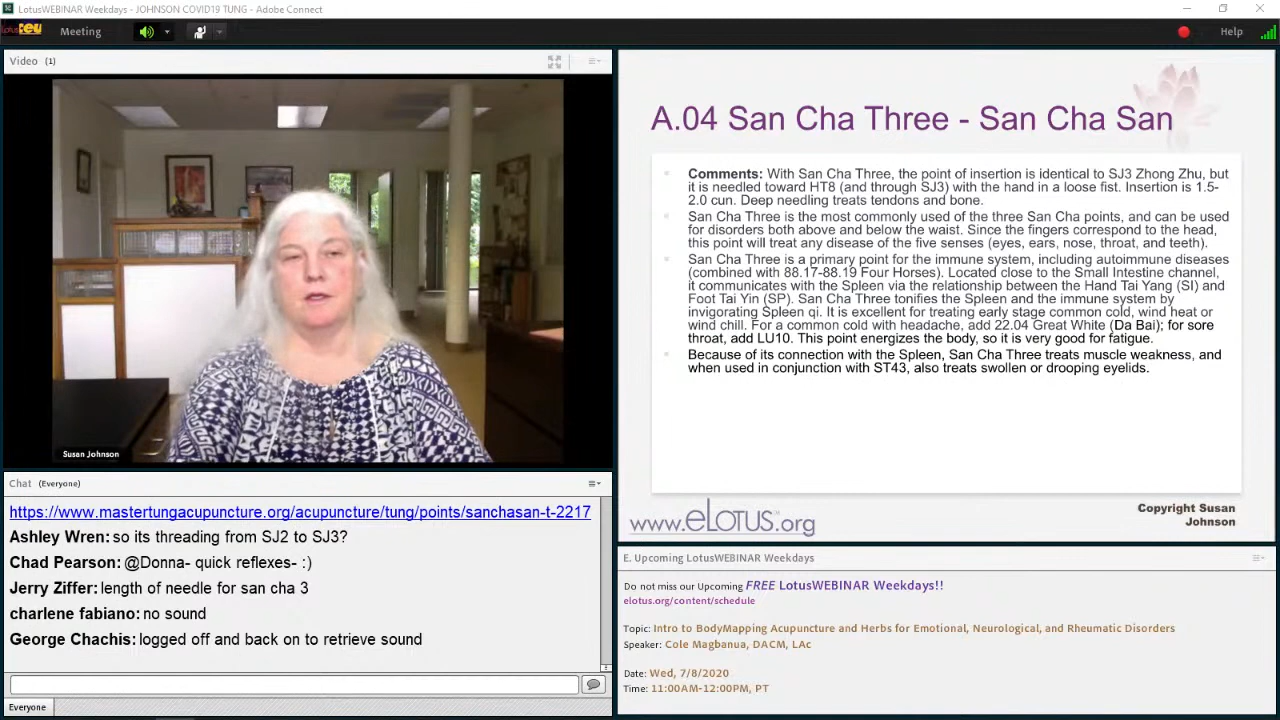 LotusWEBINAR Weekdays - JOHNSON COVID19 TUNG - Adobe Connect
Meeting
Help
Video (1)
Susan Johnson
A.04 San Cha Three - San Cha San
Comments: With San Cha Three, the point of insertion is identical to SJ3 Zhong Zhu, but
it is needled toward HT8 (and through SJ3) with the hand in a loose fist. Insertion is 1.5-
2.0 cun. Deep needling treats tendons and bone.
San Cha Three is the most commonly used of the three San Cha points, and can be used
for disorders both above and below the waist. Since the fingers correspond to the head,
this point will treat any disease of the five senses (eyes, ears, nose, throat, and teeth).
San Cha Three is a primary point for the immune system, including autoimmune diseases
(combined with 88.17-88.19 Four Horses). Located close to the Small Intestine channel,
it communicates with the Spleen via the relationship between the Hand Tai Yang (SI) and
Foot Tai Yin (SP). San Cha Three tonifies the Spleen and the immune system by
invigorating Spleen qi. It is excellent for treating early stage common cold, wind heat or
wind chill. For a common cold with headache, add 22.04 Great White (Da Bai); for sore
throat, add LU10. This point energizes the body, so it is very good for fatigue.
Because of its connection with the Spleen, San Cha Three treats muscle weakness, and
when used in conjunction with ST43, also treats swollen or drooping eyelids.
www.eLOTUS.org
Copyright Susan
Johnson
Chat (Everyone)
https://www.mastertungacupuncture.org/acupuncture/tung/points/sanchasan-t-2217
Ashley Wren: so its threading from SJ2 to SJ3?
Chad Pearson: @Donna- quick reflexes- :)
Jerry Ziffer: length of needle for san cha 3
charlene fabiano: no sound
George Chachis: logged off and back on to retrieve sound
Everyone
E. Upcoming LotusWEBINAR Weekdays
Do not miss our Upcoming FREE LotusWEBINAR Weekdays!!
elotus.org/content/schedule
Topic: Intro to BodyMapping Acupuncture and Herbs for Emotional, Neurological, and Rheumatic Disorders
Speaker: Cole Magbanua, DACM, LAc
Date: Wed, 7/8/2020
Time: 11:00AM-12:00PM, PT